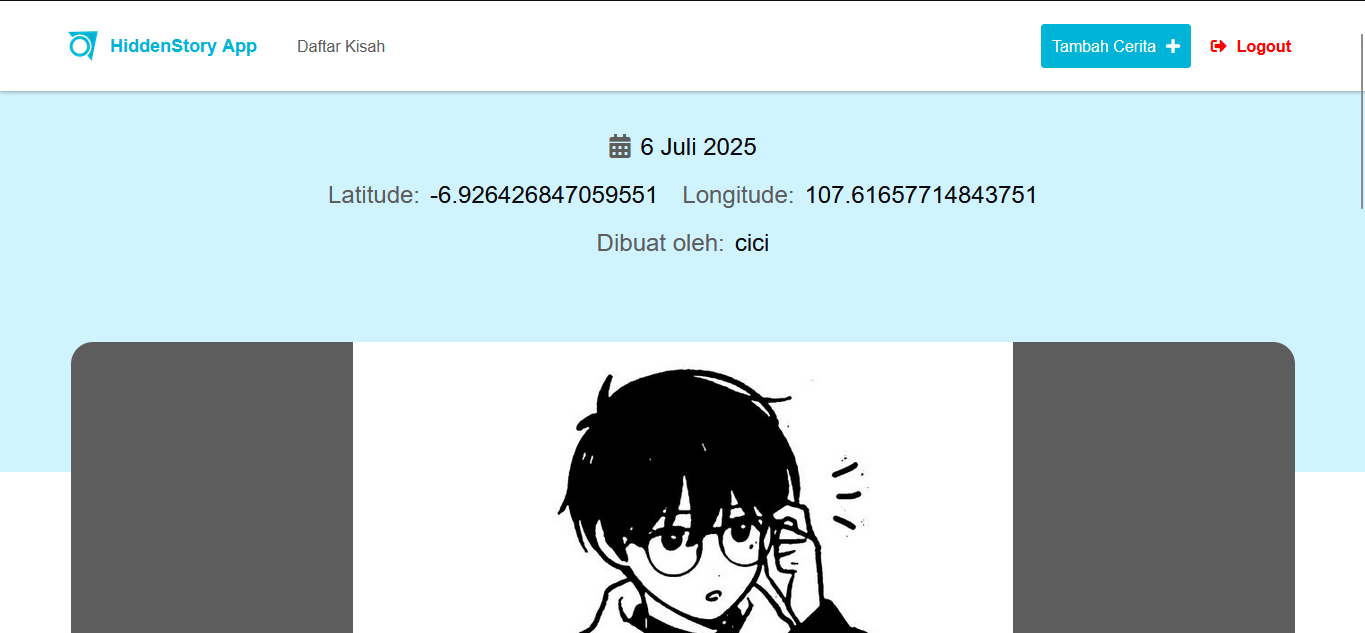 HiddenStory App
Daftar Kisah
Tambah Cerita
Logout
6 Juli 2025
Latitude: -6.926426847059551 Longitude: 107.61657714843751
Dibuat oleh: cici